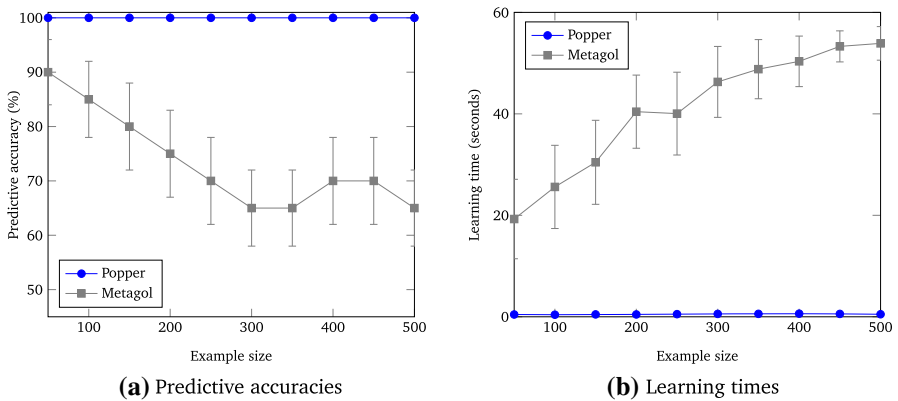 100
90
80
70
60
50
Predictive accuracy (%)
Popper
Metagol
100
200
300
400
500
Example size
(a) Predictive accuracies
60
40
20
0
Learning time (seconds)
Popper
Metagol
100
200
300
400
500
Example size
(b) Learning times